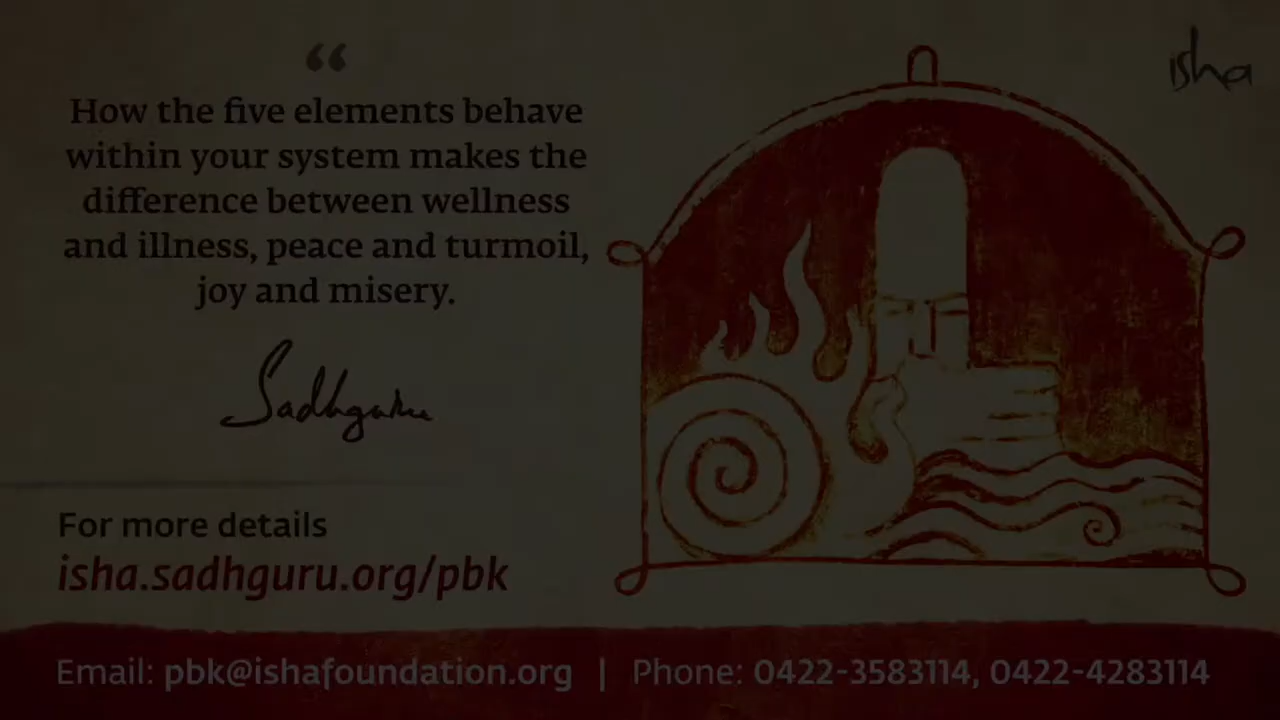 isha
“
How the five elements behave
within your system makes the
difference between wellness
and illness, peace and turmoil,
joy and misery.
Sadhguru
For more details
isha.sadhguru.org/pbk
Email: pbk@ishafoundation.org | Phone: 0422-3583114, 0422-4283114